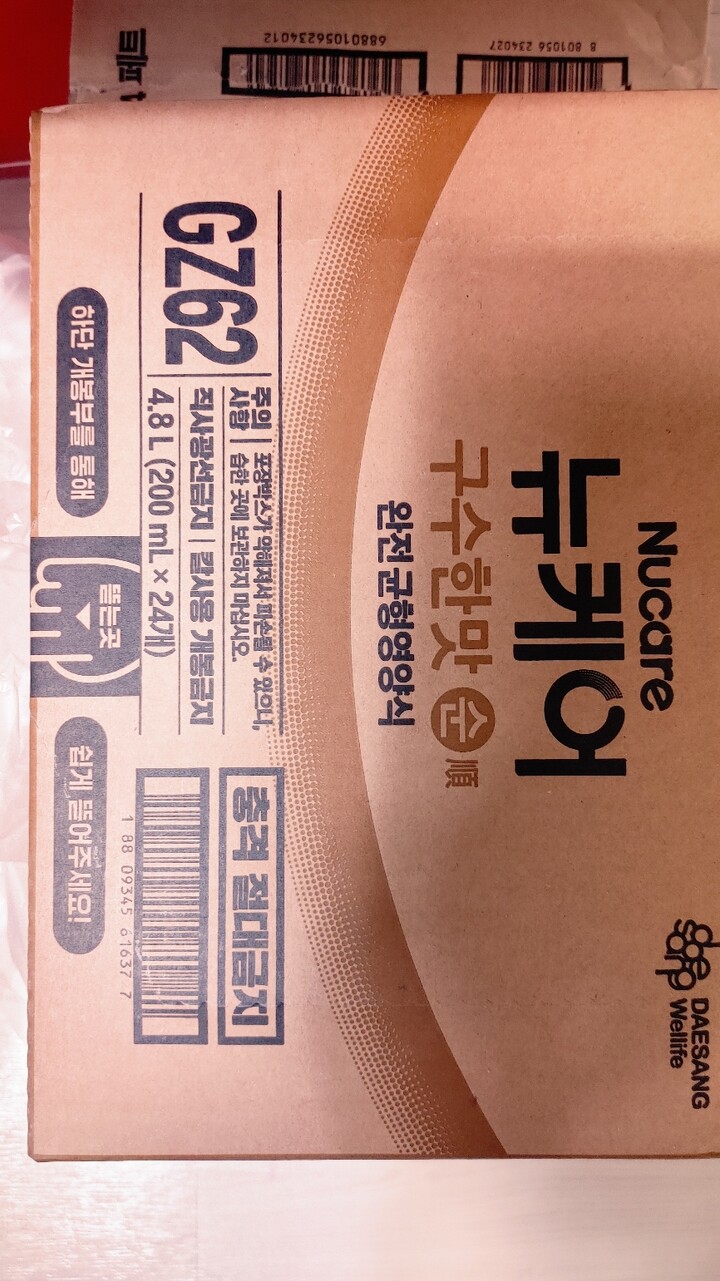 Nucare
뉴케어
구수한맛 순 順
완전 균형영양식
daesang
DAESANG
Wellife
GZ62
주의
사항
포장박스가 약해져서 파손될 수 있으니,
습한 곳에 보관하지 마십시오.
직사광선금지 | 칼사용 개봉금지
4.8 L (200 mL × 24개)
충격 절대금지
1 88 09345 61637 7
하단 개봉부를 통해
뜯는곳
쉽게 뜯어주세요!
68801056234012
8 801056 234027